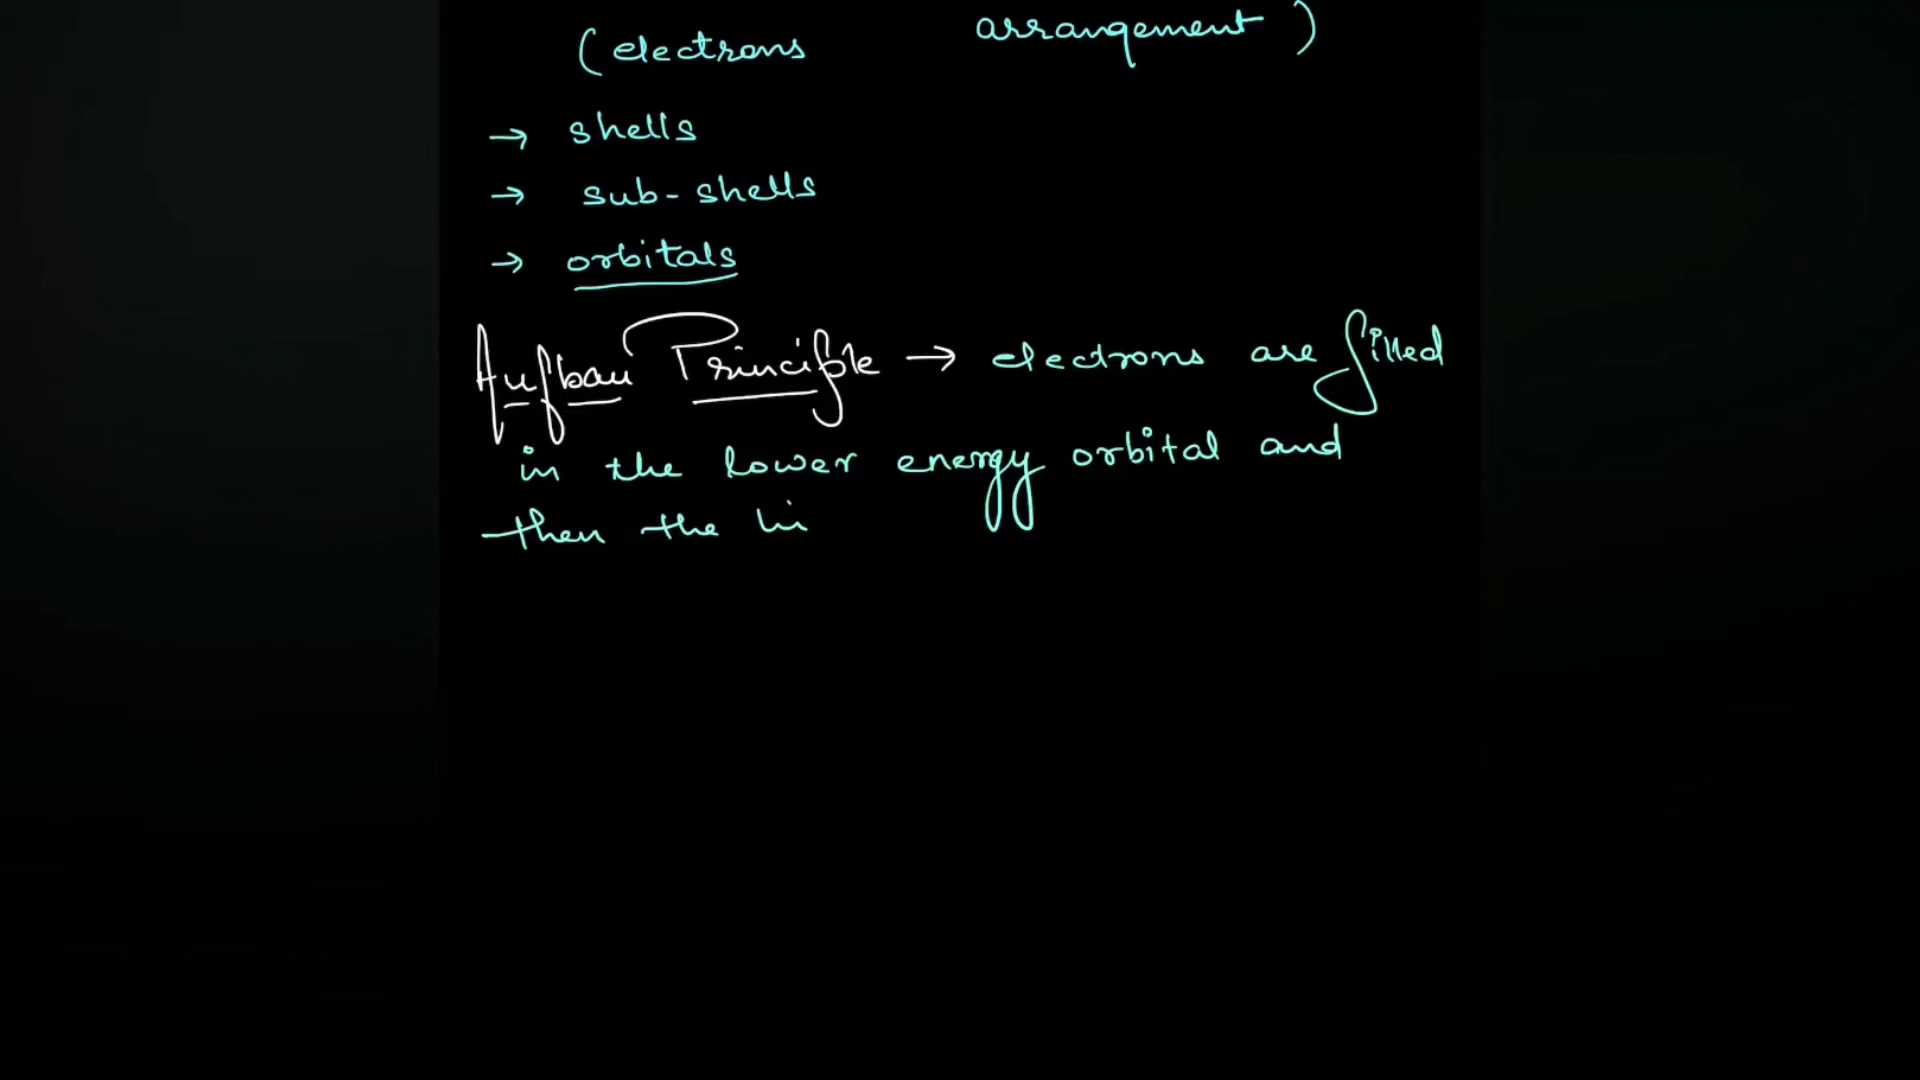 (electrons arrangement)
→ shells
→ sub-shells
→ orbitals
Aufbau Principle → electrons are filled
in the lower energy orbital and
then the hi